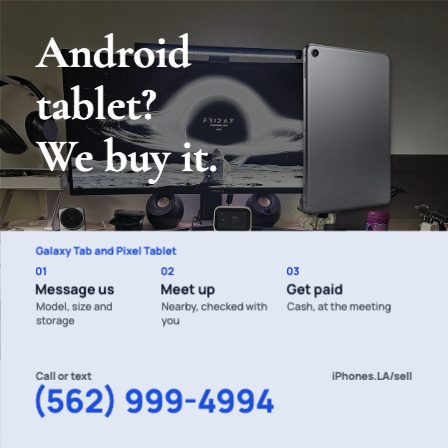 Android
tablet?
We buy it.
Galaxy Tab and Pixel Tablet
01
Message us
Model, size and
storage
02
Meet up
Nearby, checked with
you
03
Get paid
Cash, at the meeting
Call or text
iPhones.LA/sell
(562) 999-4994